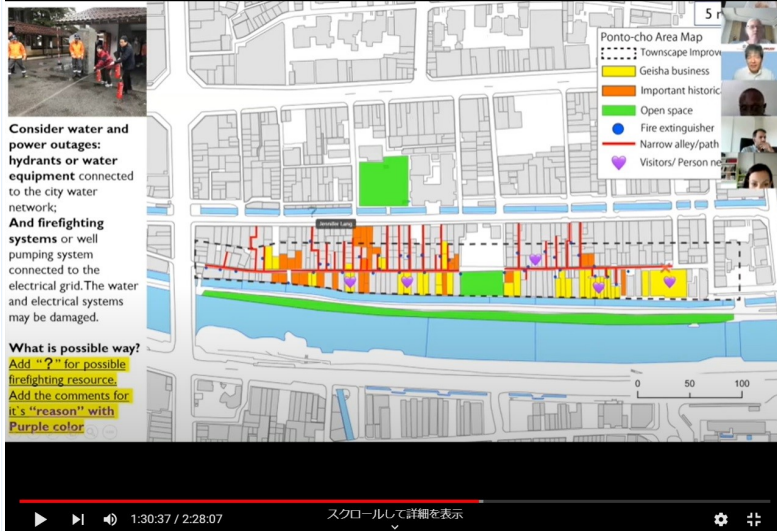 5
Ponto-cho Area Map
Townscape Improve
Geisha business
Important historic
Open space
Fire extinguisher
Narrow alley/path
Visitors/ Person ne
Consider water and
power outages:
hydrants or water
equipment connected
to the city water
network;
And firefighting
systems or well
pumping system
connected to the
electrical grid. The water
and electrical systems
may be damaged.
What is possible way?
Add “?” for possible
firefighting resource.
Add the comments for
it`s “reason” with
Purple color
?
Jennifer Lang
0 50 100
1:30:37 / 2:28:07
スクロールして詳細を表示